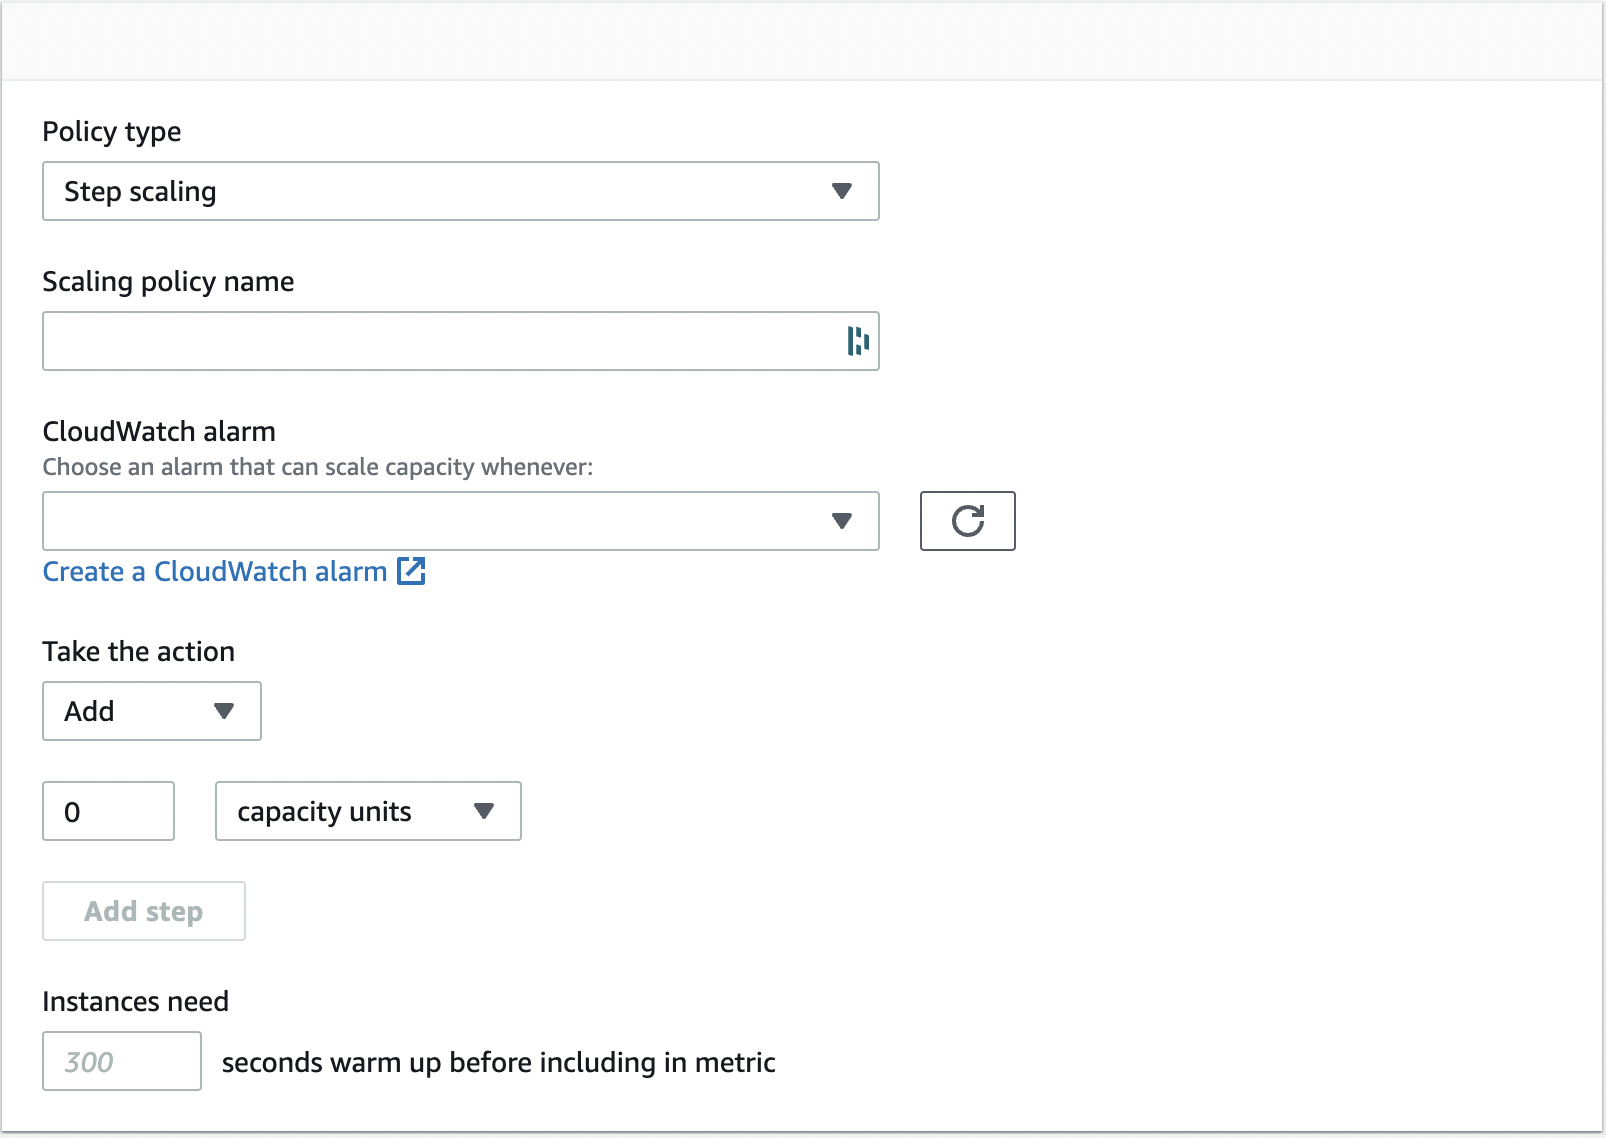 Policy type
Step scaling
Scaling policy name
CloudWatch alarm
Choose an alarm that can scale capacity whenever:
Create a CloudWatch alarm
Take the action
Add
0 capacity units
Add step
Instances need
300 seconds warm up before including in metric